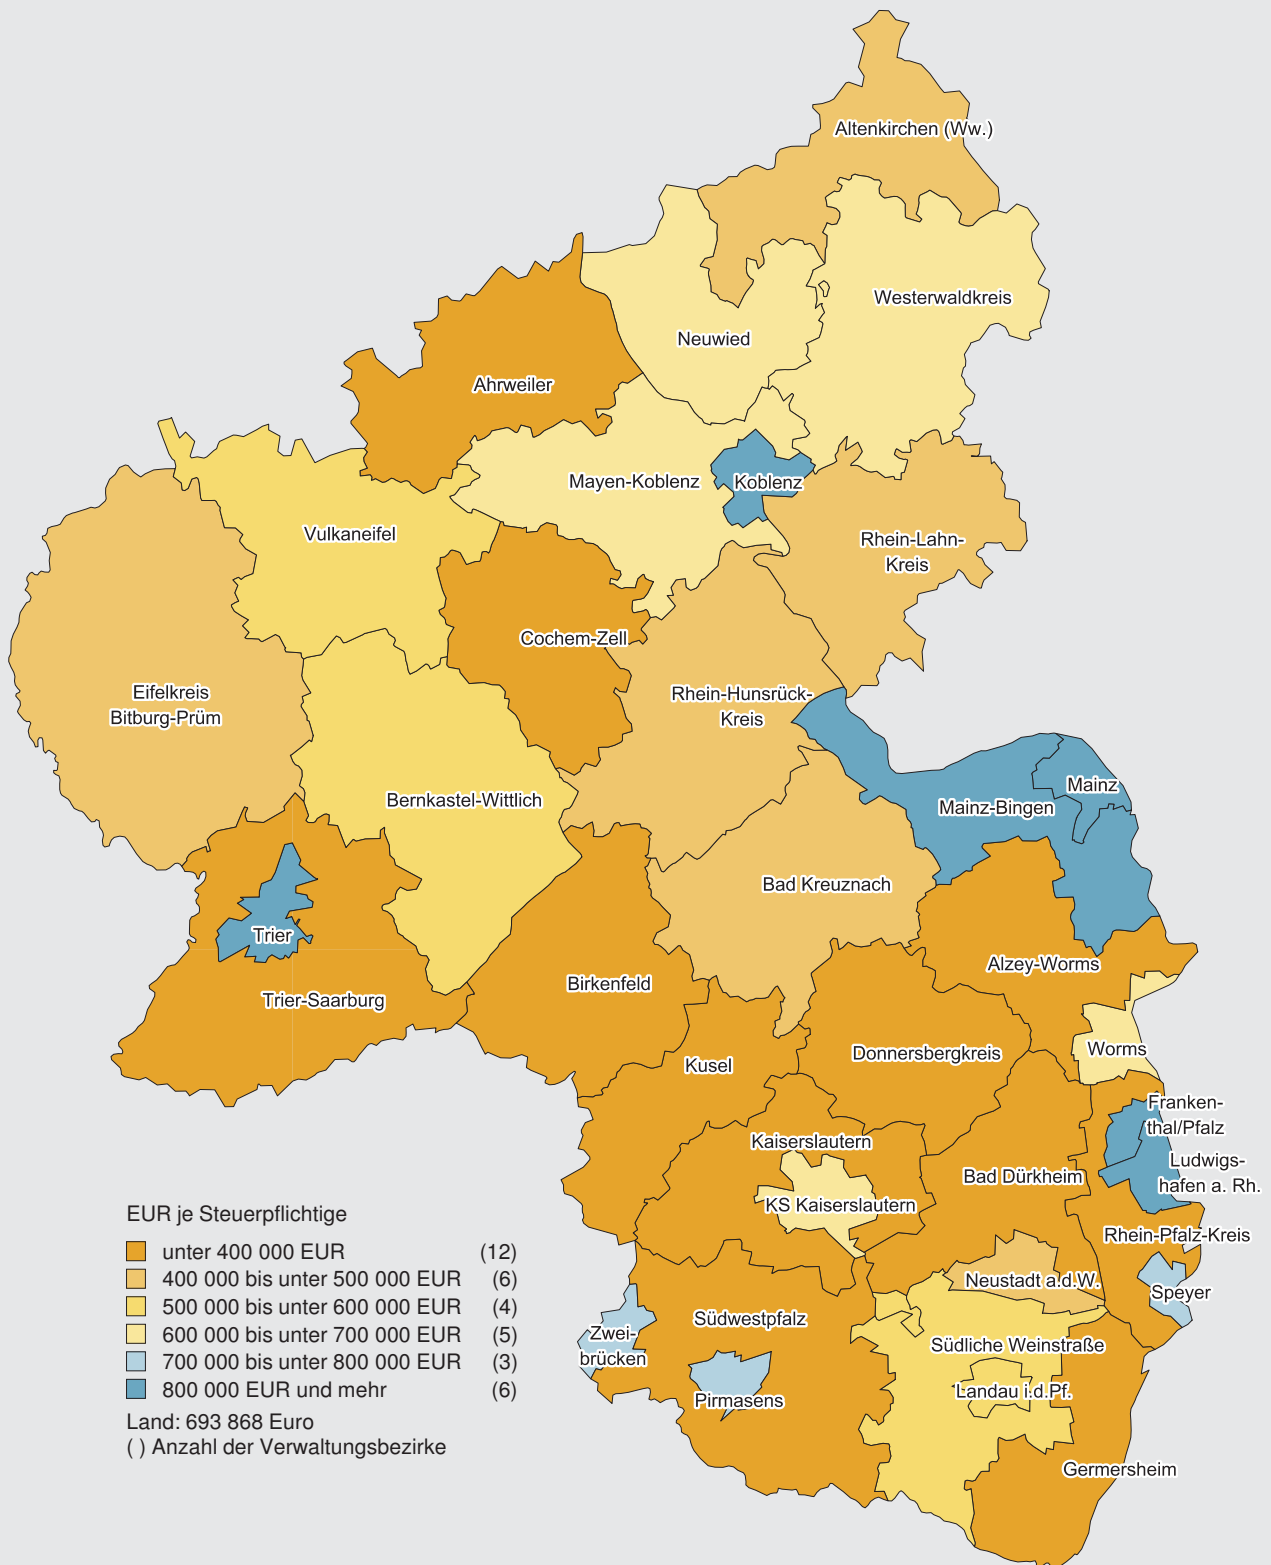 Altenkirchen (Ww.)
Westerwaldkreis
Neuwied
Ahrweiler
Mayen-Koblenz
Koblenz
Vulkaneifel
Rhein-Lahn-
Kreis
Cochem-Zell
Eifelkreis
Bitburg-Prüm
Rhein-Hunsrück-
Kreis
Mainz
Bernkastel-Wittlich
Mainz-Bingen
Bad Kreuznach
Trier
Alzey-Worms
Birkenfeld
Trier-Saarburg
Worms
Donnersbergkreis
Kusel
Franken-
thal/Pfalz
Kaiserslautern
Ludwigs-
hafen a. Rh.
Bad Dürkheim
KS Kaiserslautern
Rhein-Pfalz-Kreis
Neustadt a.d.W.
Speyer
Südwestpfalz
Zwei-
brücken
Südliche Weinstraße
Landau i.d.Pf.
Pirmasens
Germersheim
EUR je Steuerpflichtige
unter 400 000 EUR (12)
400 000 bis unter 500 000 EUR (6)
500 000 bis unter 600 000 EUR (4)
600 000 bis unter 700 000 EUR (5)
700 000 bis unter 800 000 EUR (3)
800 000 EUR und mehr (6)
Land: 693 868 Euro
( ) Anzahl der Verwaltungsbezirke